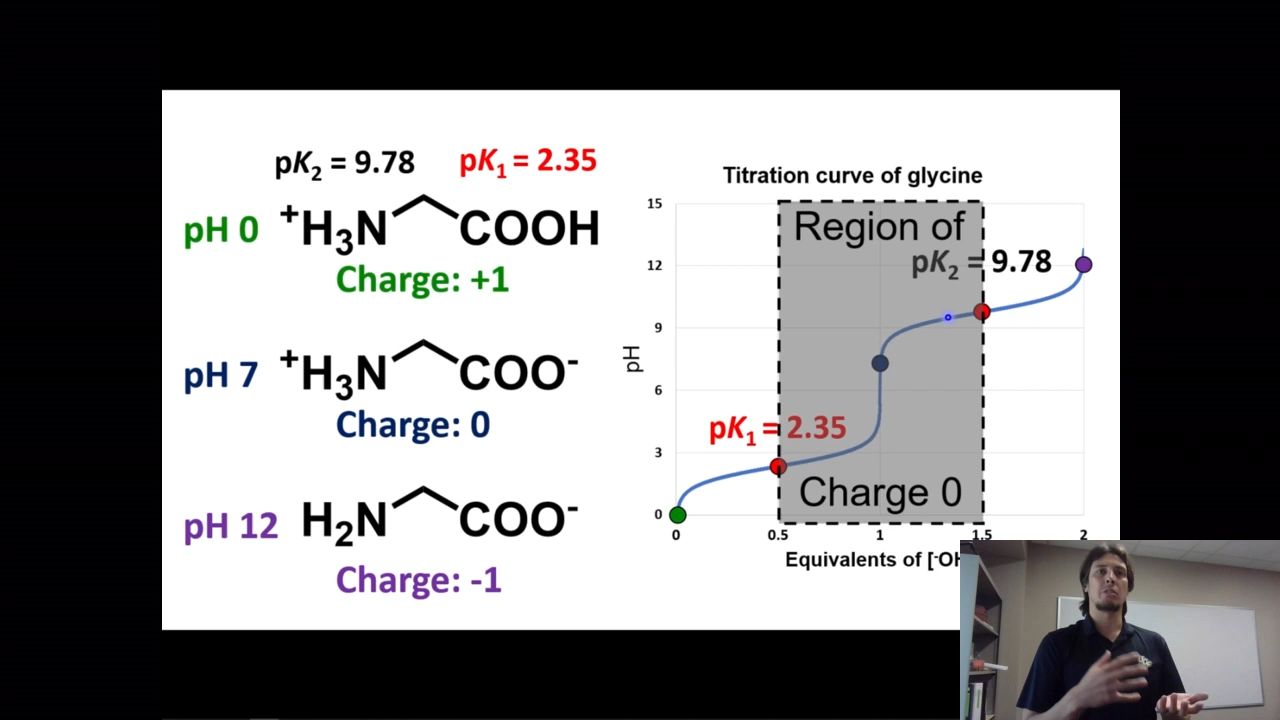 pK₂ = 9.78
pK₁ = 2.35
pH 0
⁺H₃N
COOH
Charge: +1
pH 7
⁺H₃N
COO⁻
Charge: 0
pH 12
H₂N
COO⁻
Charge: -1
Titration curve of glycine
15
12
9
6
3
0
pH
Region of
pK₂ = 9.78
pK₁ = 2.35
Charge 0
0
0.5
1
1.5
2
Equivalents of [⁻OH